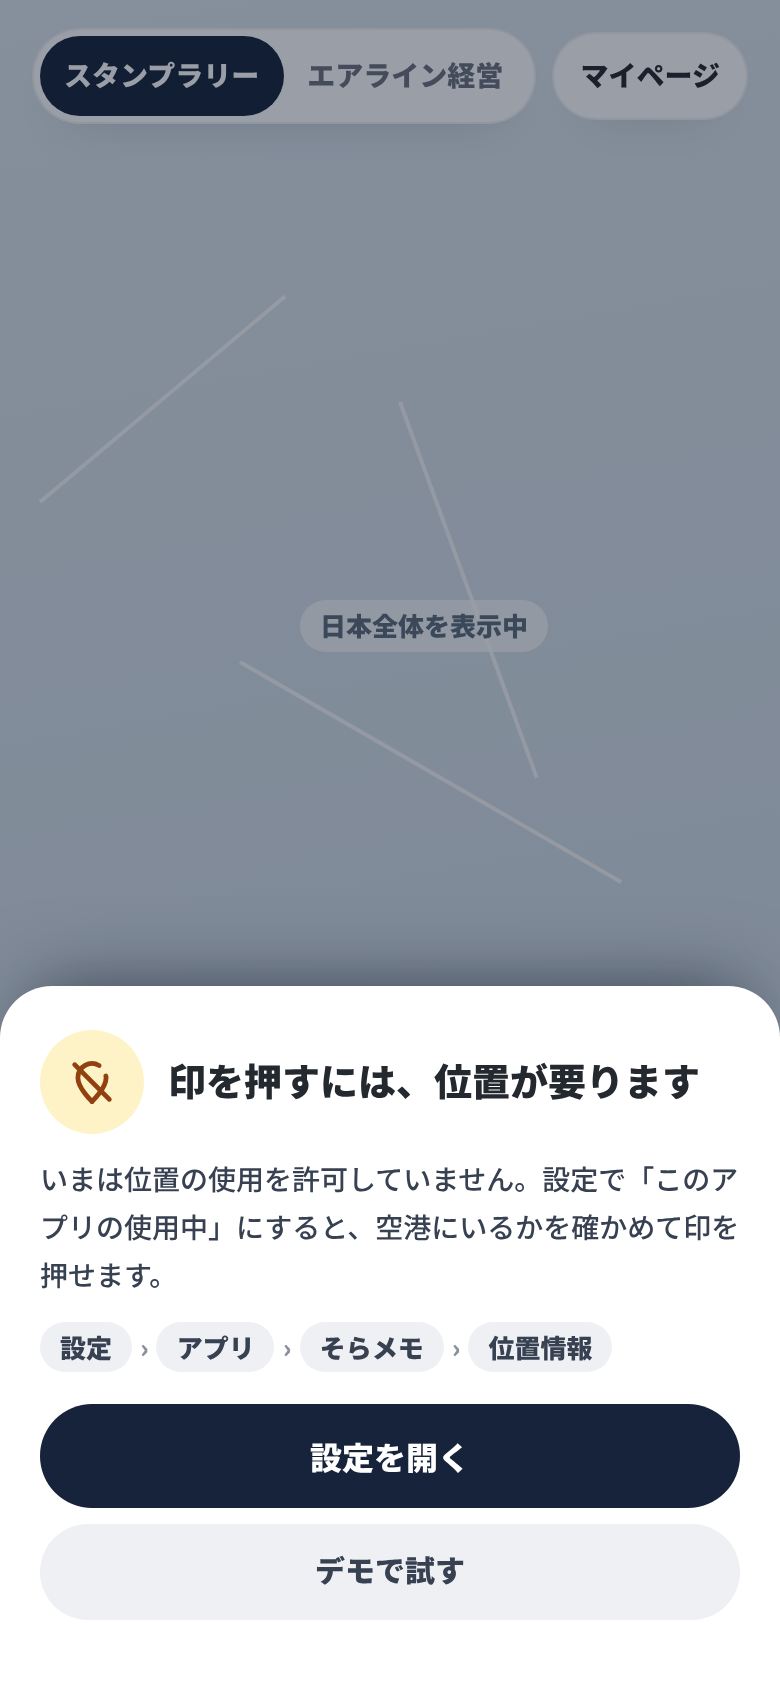 スタンプラリー エアライン経営 マイページ
日本全体を表示中
印を押すには、位置が要ります
いまは位置の使用を許可していません。設定で「このア
プリの使用中」にすると、空港にいるかを確かめて印を
押せます。
設定 › アプリ › そらメモ › 位置情報
設定を開く
デモで試す